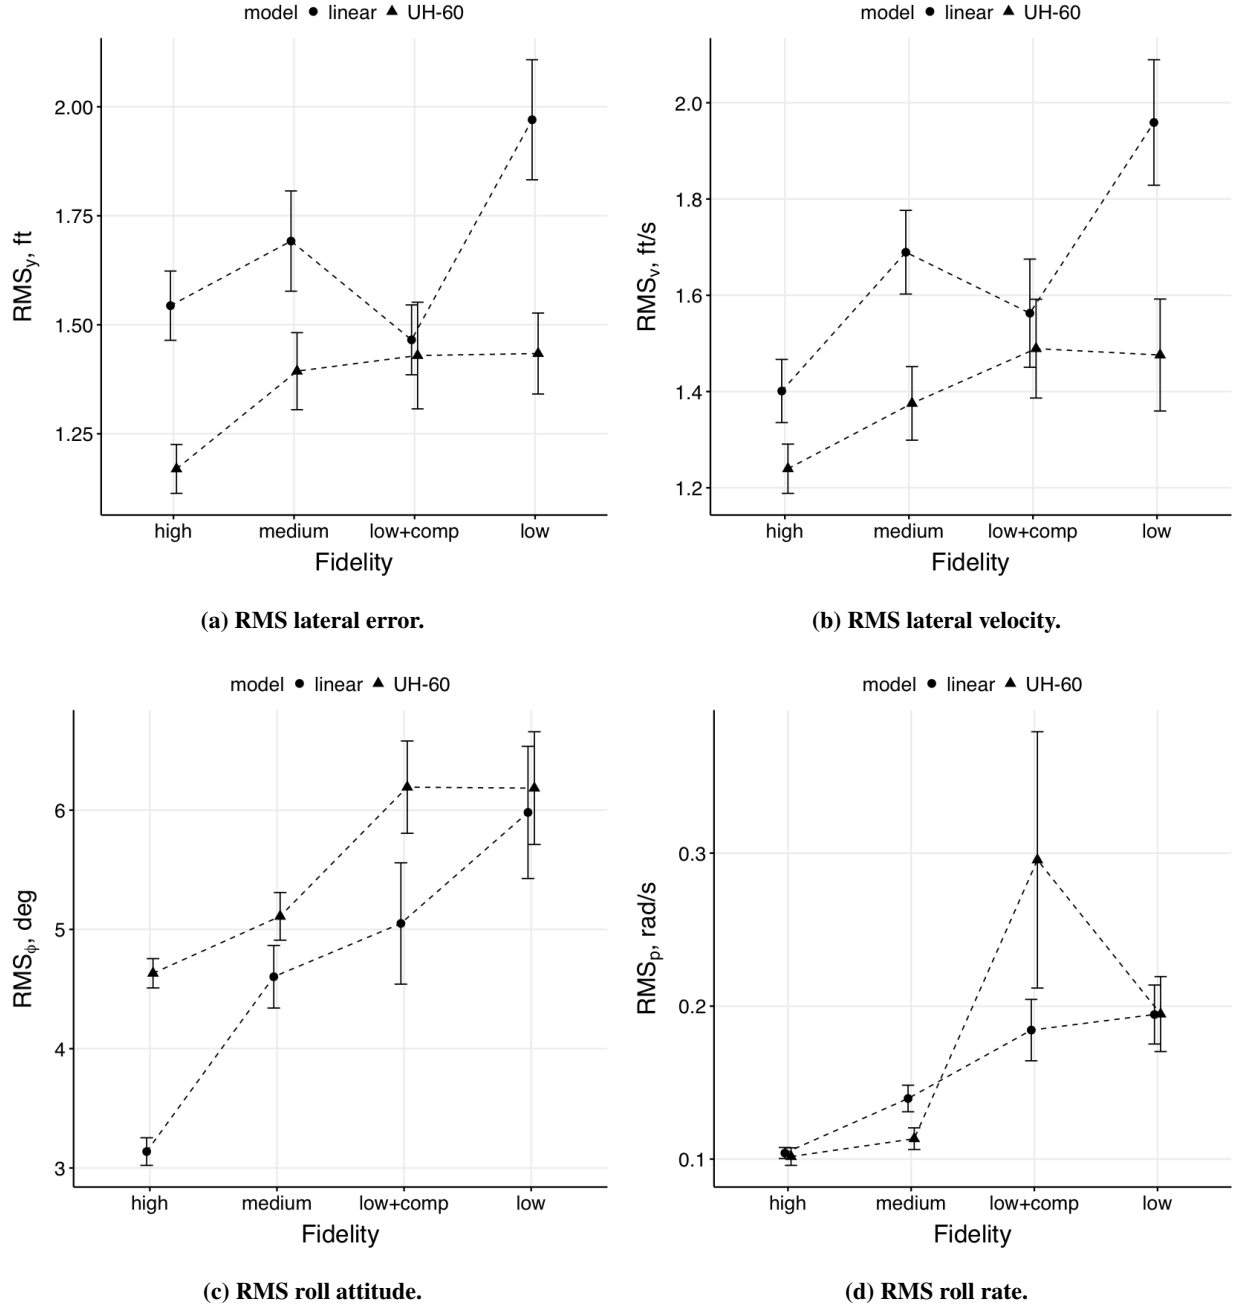 model linear UH-60
2.00
1.75
1.50
1.25
RMSy, ft
high medium low+comp low
Fidelity
(a) RMS lateral error.
model linear UH-60
2.0
1.8
1.6
1.4
1.2
RMSv, ft/s
high medium low+comp low
Fidelity
(b) RMS lateral velocity.
model linear UH-60
6
5
4
3
RMSϕ, deg
high medium low+comp low
Fidelity
(c) RMS roll attitude.
model linear UH-60
0.3
0.2
0.1
RMSp, rad/s
high medium low+comp low
Fidelity
(d) RMS roll rate.